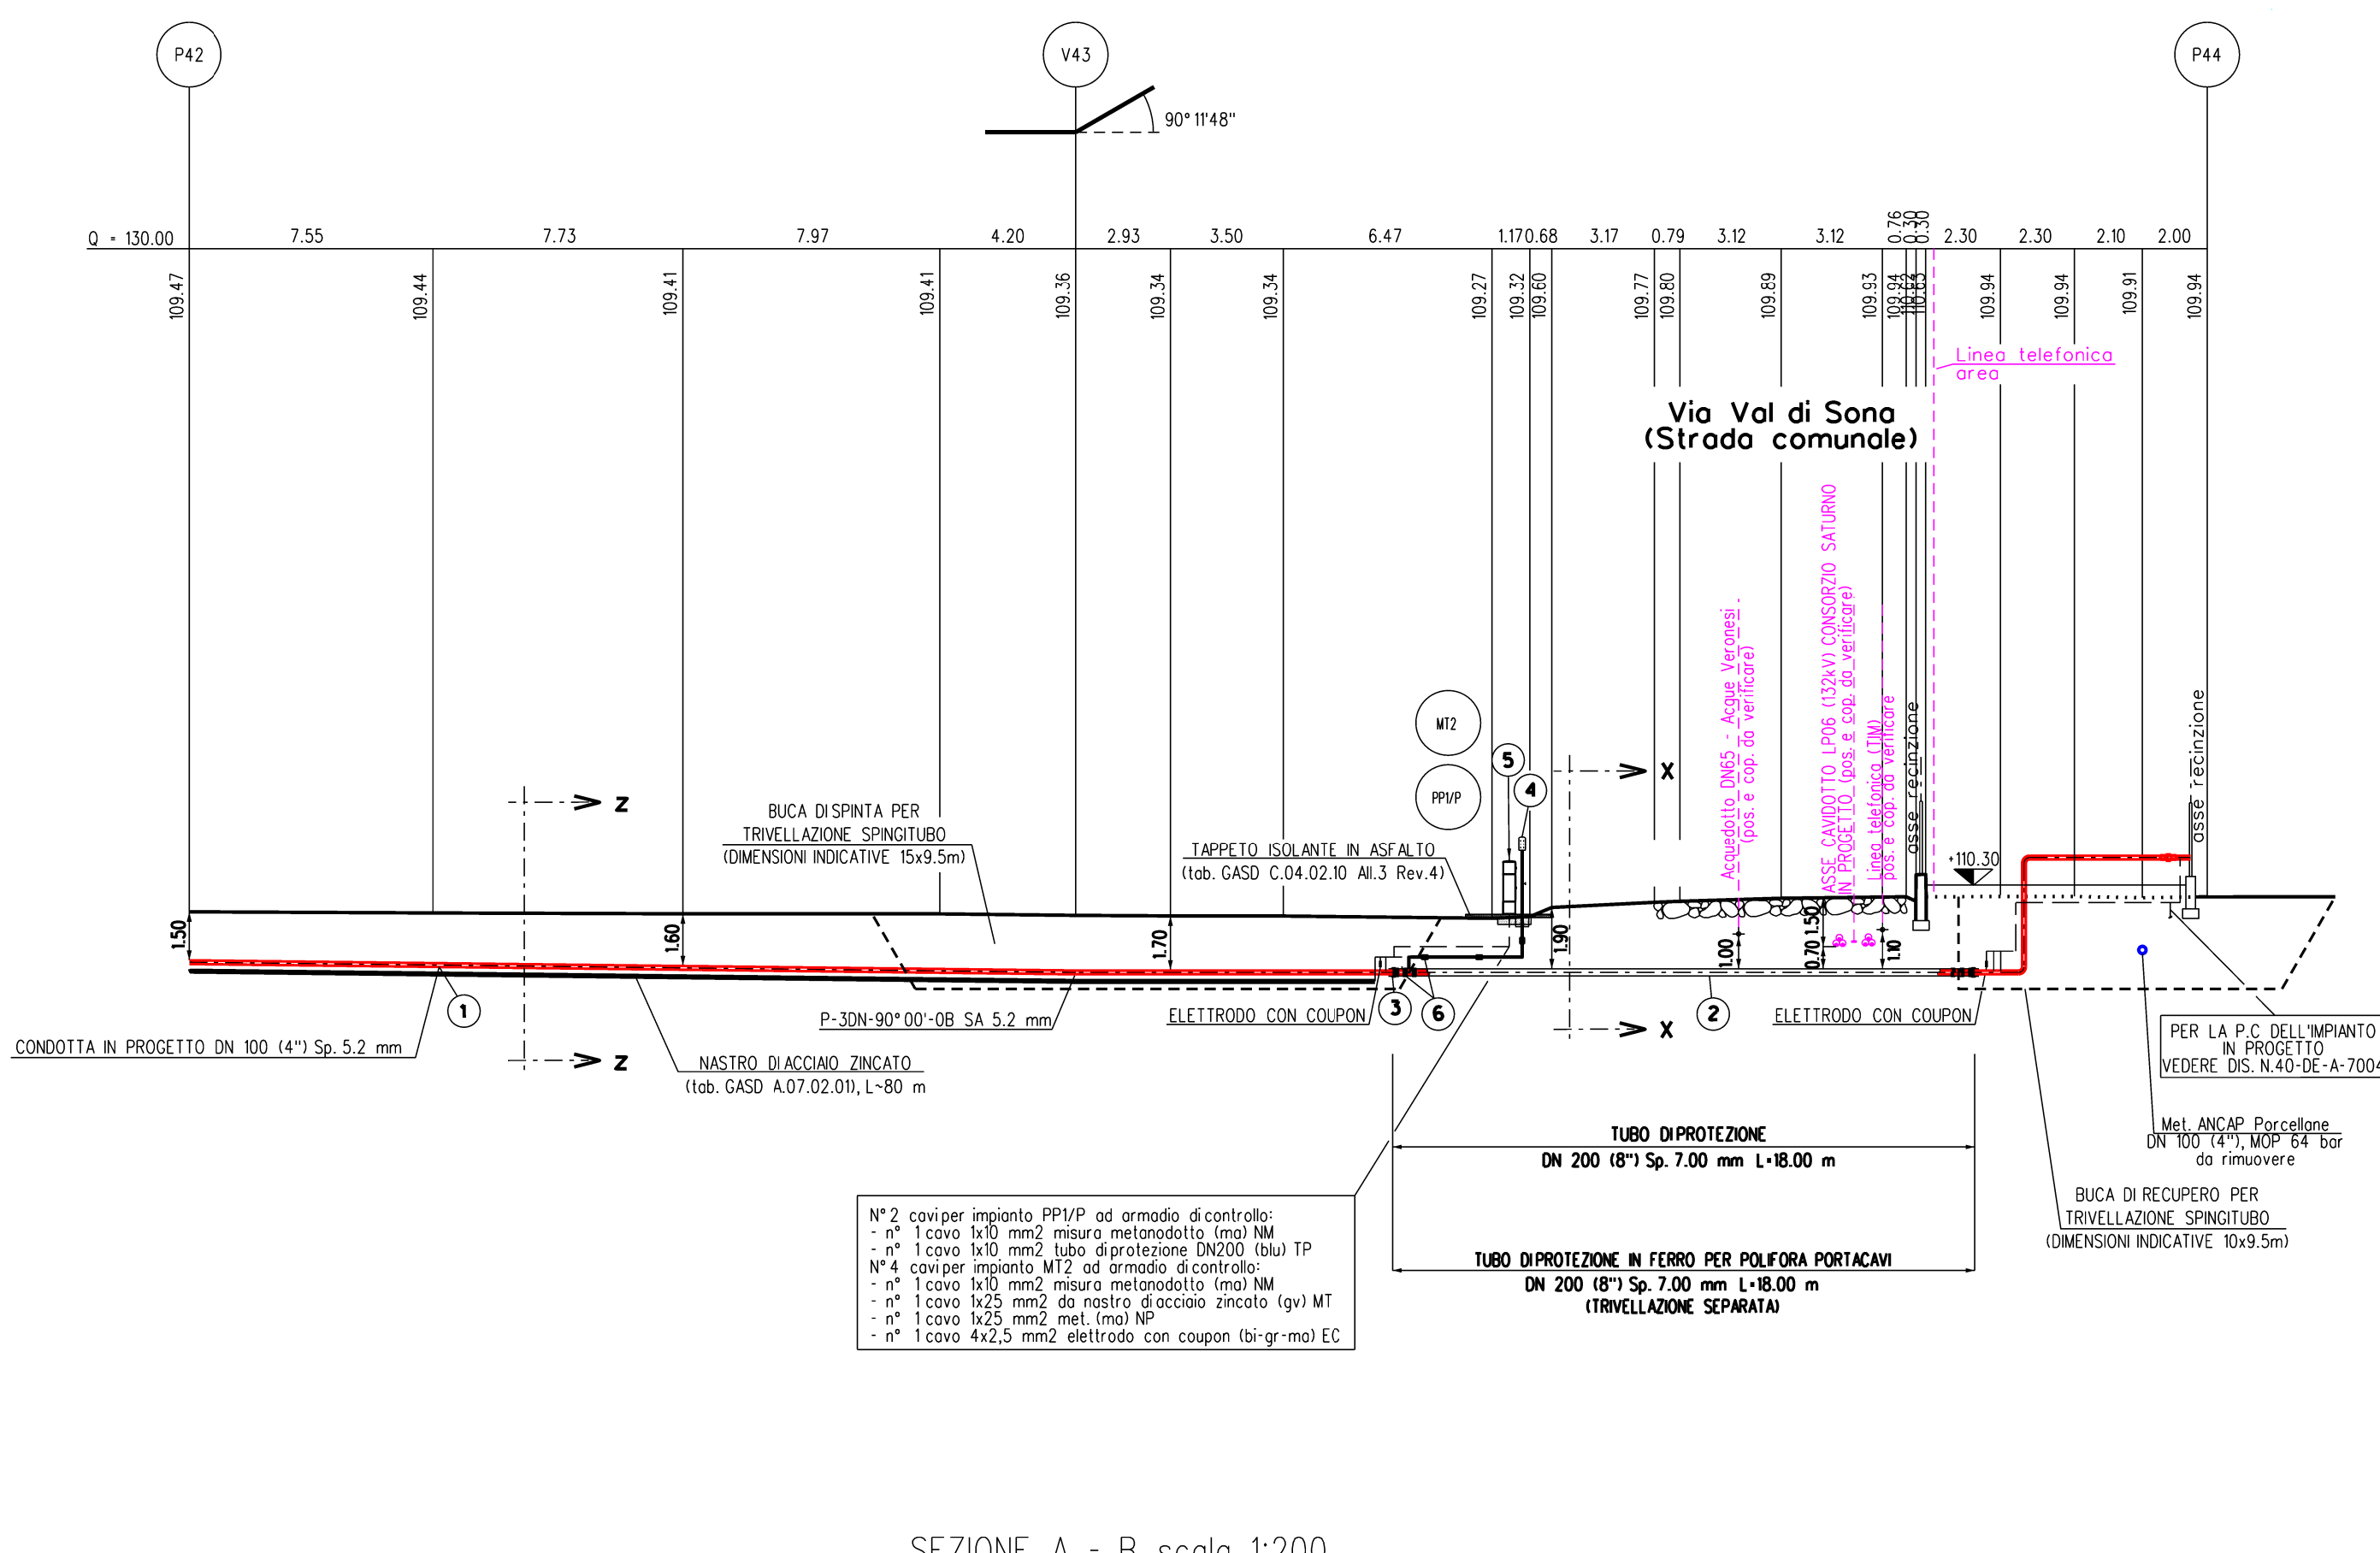 P42
V43
P44
90°11'48"
Q = 130.00
7.55
7.73
7.97
4.20
2.93
3.50
6.47
1.17
0.68
3.17
0.79
3.12
3.12
0.76
0.30
0.30
2.30
2.30
2.10
2.00
109.47
109.44
109.41
109.41
109.36
109.34
109.34
109.27
109.32
109.60
109.77
109.80
109.89
109.93
109.94
110.62
110.63
109.94
109.94
109.91
109.94
Linea telefonica
area
Via Val di Sona
(Strada comunale)
Acquedotto DN65 - Acque Veronesi
(pos. e cop. da verificare)
ASSE CAVIDOTTO LP06 (132kV) CONSORZIO SATURNO
IN PROGETTO (pos. e cop. da verificare)
Linea telefonica (TIM)
pos. e cop. da verificare
asse recinzione
asse recinzione
MT2
PP1/P
5
4
X
Z
BUCA DI SPINTA PER
TRIVELLAZIONE SPINGITUBO
(DIMENSIONI INDICATIVE 15x9.5m)
TAPPETO ISOLANTE IN ASFALTO
(tab. GASD C.04.02.10 All.3 Rev.4)
+110.30
1.50
1.60
1.70
1.90
1.00
0.70
1.50
1.10
1
3
6
2
P-3DN-90°00'-OB SA 5.2 mm
ELETTRODO CON COUPON
ELETTRODO CON COUPON
X
Z
CONDOTTA IN PROGETTO DN 100 (4") Sp. 5.2 mm
NASTRO DI ACCIAIO ZINCATO
(tab. GASD A.07.02.01), L~80 m
PER LA P.C DELL'IMPIANTO
IN PROGETTO
VEDERE DIS. N.40-DE-A-7004
Met. ANCAP Porcellane
DN 100 (4"), MOP 64 bar
da rimuovere
TUBO DI PROTEZIONE
DN 200 (8") Sp. 7.00 mm L=18.00 m
BUCA DI RECUPERO PER
TRIVELLAZIONE SPINGITUBO
(DIMENSIONI INDICATIVE 10x9.5m)
N°2 cavi per impianto PP1/P ad armadio di controllo:
- n° 1 cavo 1x10 mm2 misura metanodotto (ma) NM
- n° 1 cavo 1x10 mm2 tubo di protezione DN200 (blu) TP
N°4 cavi per impianto MT2 ad armadio di controllo:
- n° 1 cavo 1x10 mm2 misura metanodotto (ma) NM
- n° 1 cavo 1x25 mm2 da nastro di acciaio zincato (gv) MT
- n° 1 cavo 1x25 mm2 met. (ma) NP
- n° 1 cavo 4x2,5 mm2 elettrodo con coupon (bi-gr-ma) EC
TUBO DI PROTEZIONE IN FERRO PER POLIFORA PORTACAVI
DN 200 (8") Sp. 7.00 mm L=18.00 m
(TRIVELLAZIONE SEPARATA)
SEZIONE A - B scala 1:200